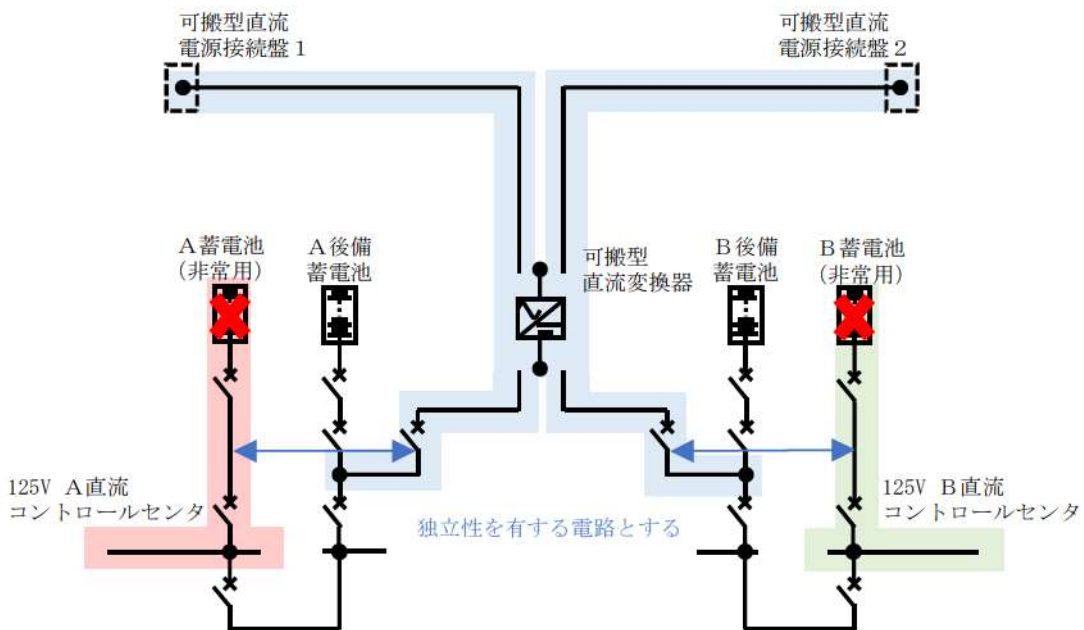 可搬型直流
電源接続盤1
可搬型直流
電源接続盤2
A蓄電池
(非常用)
A後備
蓄電池
可搬型
直流変換器
B後備
蓄電池
B蓄電池
(非常用)
125V A直流
コントロールセンタ
独立性を有する電路とする
125V B直流
コントロールセンタ